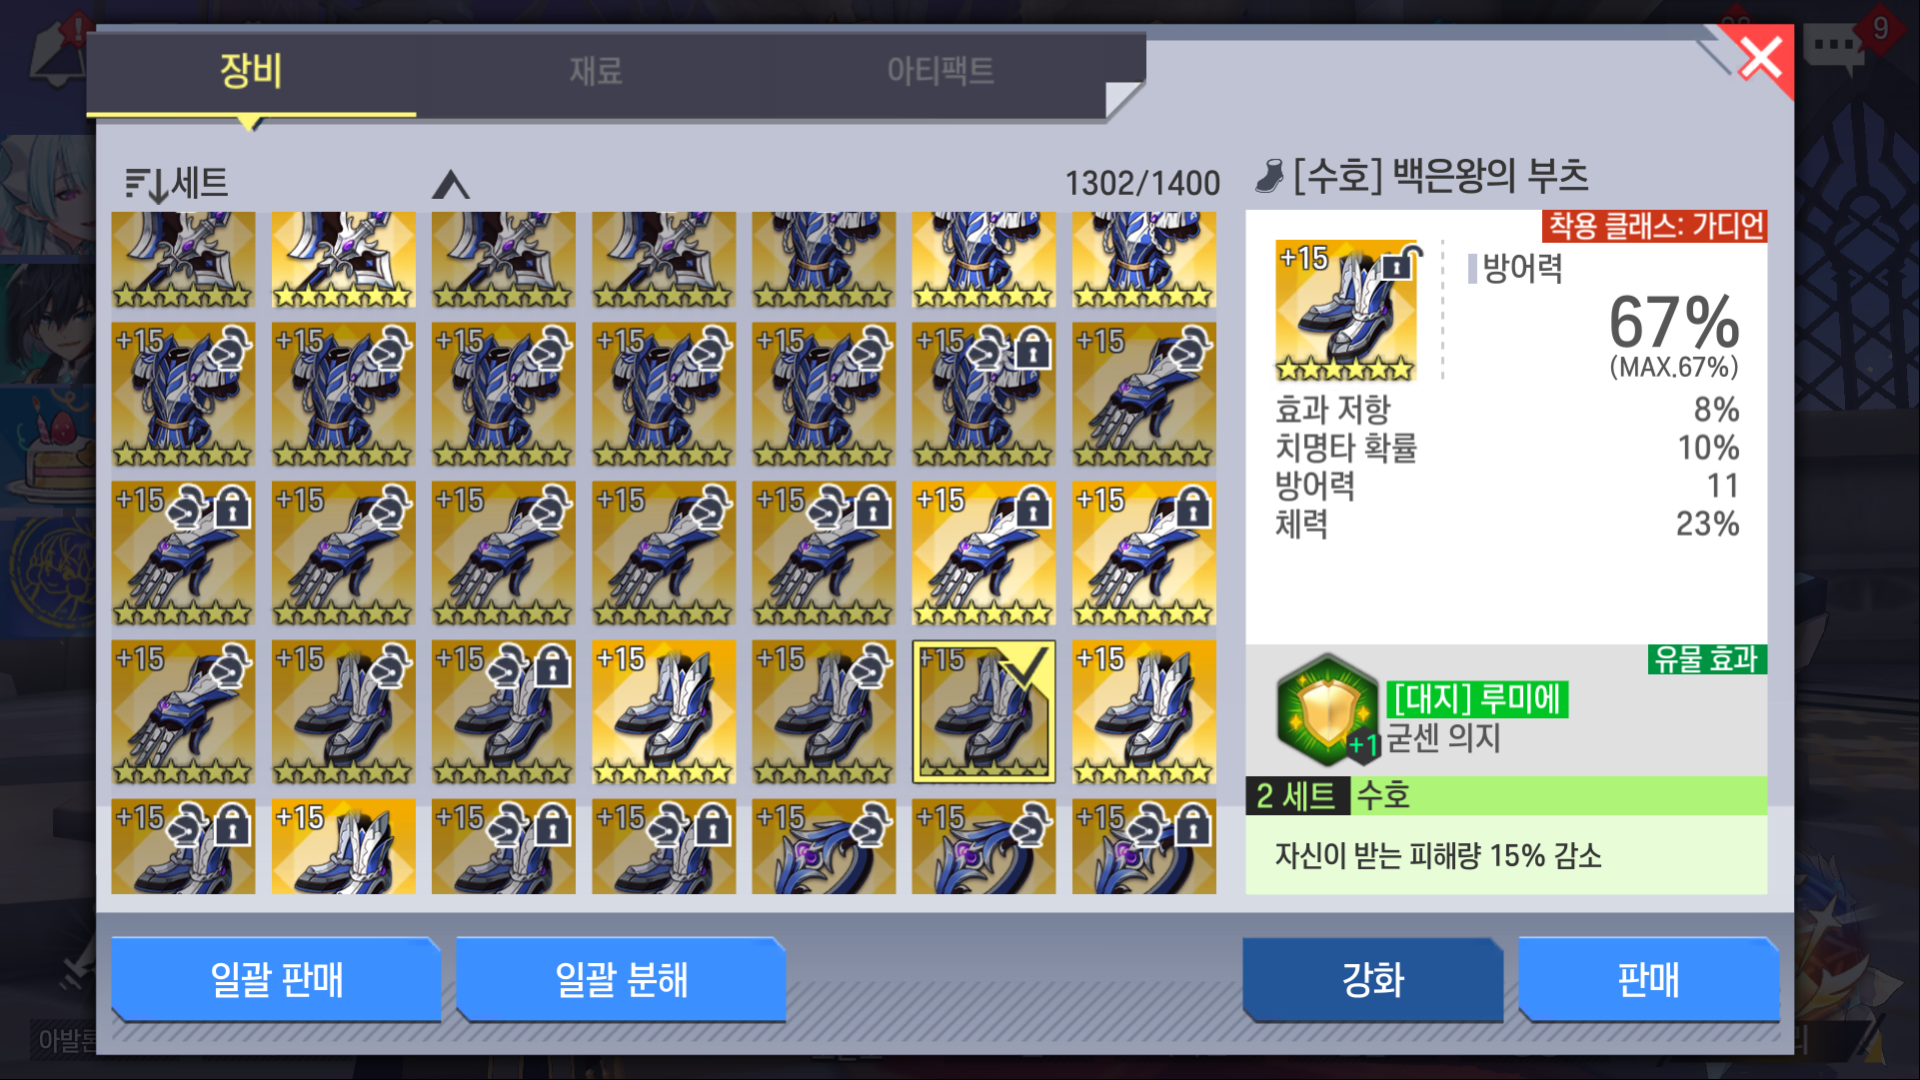 장비
재료
아티팩트
9
세트
1302/1400
[수호] 백은왕의 부츠
착용 클래스: 가디언
+15
방어력
67%
(MAX.67%)
효과 저항 8%
치명타 확률 10%
방어력 11
체력 23%
+15 +15 +15 +15 +15 +15 +15
+15 +15 +15 +15 +15 +15 +15
+15 +15 +15 +15 +15 +15 +15
+15 +15 +15 +15 +15 +15 +15
유물 효과
[대지] 루미에
+1
굳센 의지
2 세트 수호
자신이 받는 피해량 15% 감소
일괄 판매
일괄 분해
강화
판매